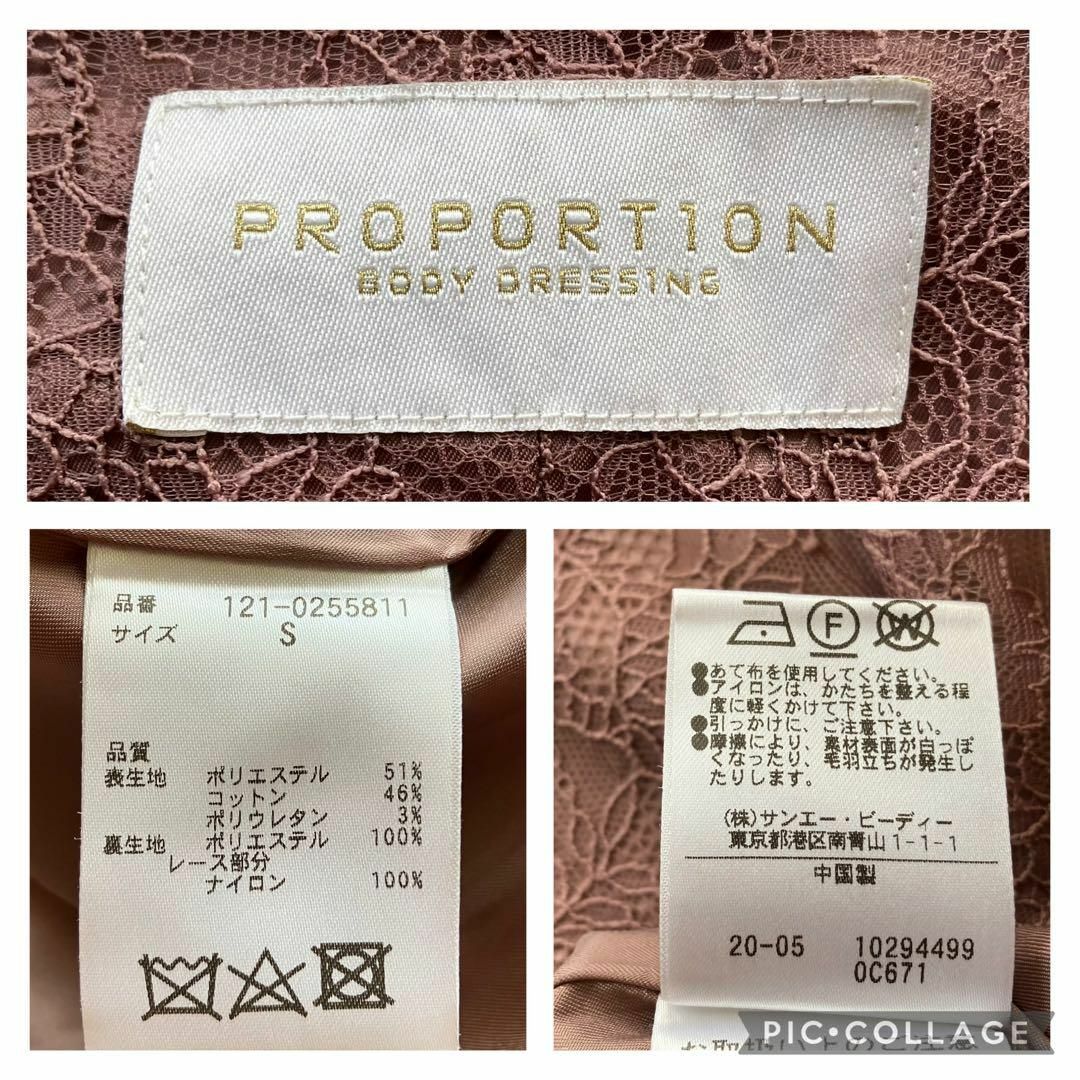 PROPORT1ON
BODY DRESS1NG
品番 121-0255811
サイズ S
品質
表生地 ポリエステル 51%
コットン 46%
ポリウレタン 3%
裏生地 ポリエステル 100%
レース部分
ナイロン 100%
F W
●あて布を使用してください。
●アイロンは、かたちを整える程
度に軽くかけて下さい。
●引っかけに、ご注意下さい。
●摩擦により、素材表面が白っぽ
くなったり、毛羽立ちが発生し
たりします。
(株)サンエー・ビーディー
東京都港区南青山1-1-1
中国製
20-05 10294499
0C671
PIC•COLLAGE